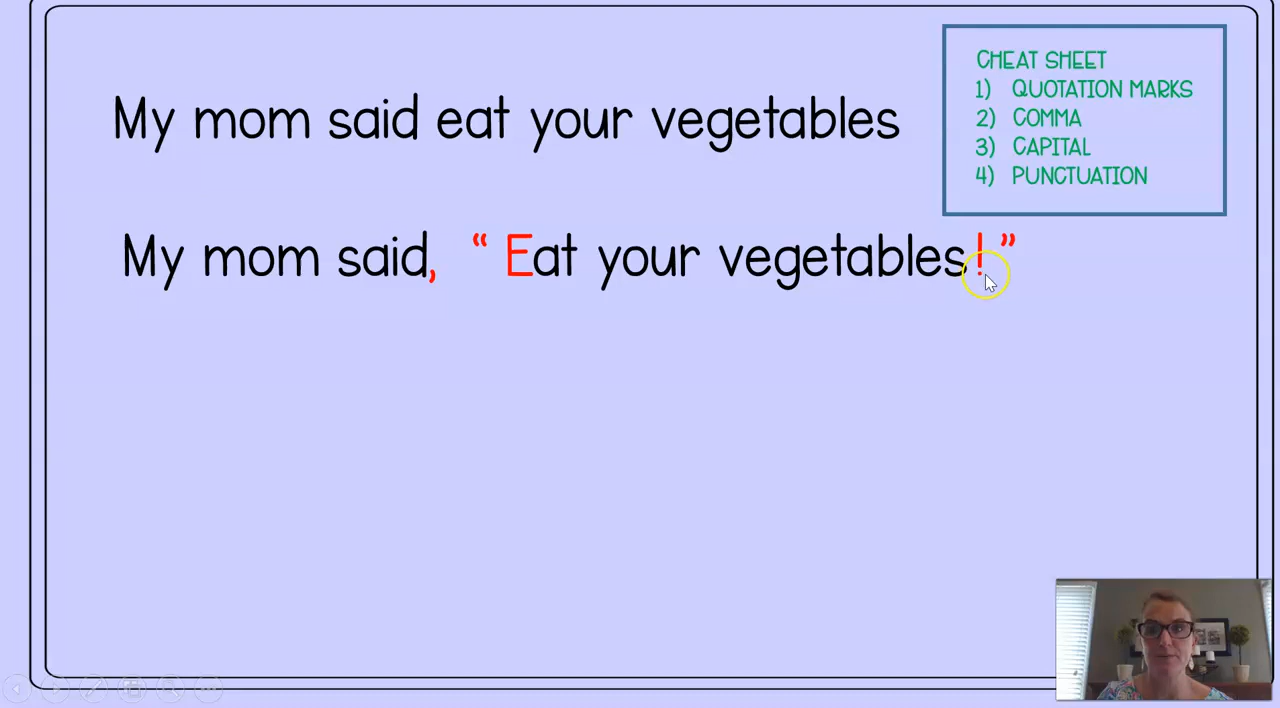 My mom said eat your vegetables
CHEAT SHEET
1) QUOTATION MARKS
2) COMMA
3) CAPITAL
4) PUNCTUATION
My mom said, “ Eat your vegetables!”